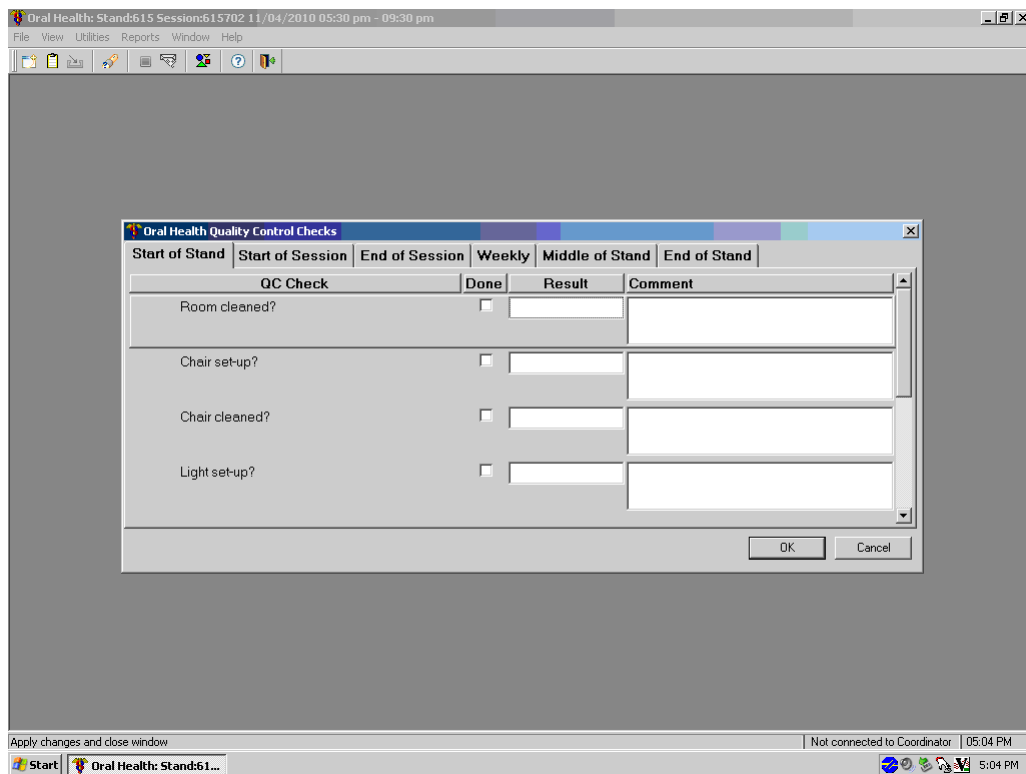 Oral Health: Stand:615 Session:615702 11/04/2010 05:30 pm - 09:30 pm
File View Utilities Reports Window Help
Oral Health Quality Control Checks
Start of Stand Start of Session End of Session Weekly Middle of Stand End of Stand
QC Check Done Result Comment
Room cleaned?
Chair set-up?
Chair cleaned?
Light set-up?
OK Cancel
Apply changes and close window Not connected to Coordinator 05:04 PM
Start Oral Health: Stand:61... 5:04 PM